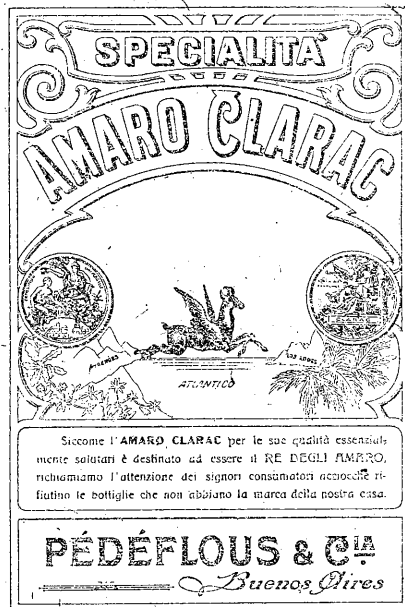 SPECIALITÀ
AMARO CLARAC
PYRENEES
LOS ANDES
ATLANTICO
Siccome l'AMARO CLARAC per le sue qualità essenzial-
mente salutari è destinato ad essere il RE DEGLI AMARO,
richiamiamo l'attenzione dei signori consumatori acciocchè ri-
fiutino le bottiglie che non abbiano la marca della nostra casa.
PÉDÉFLOUS & CIA
Buenos Aires